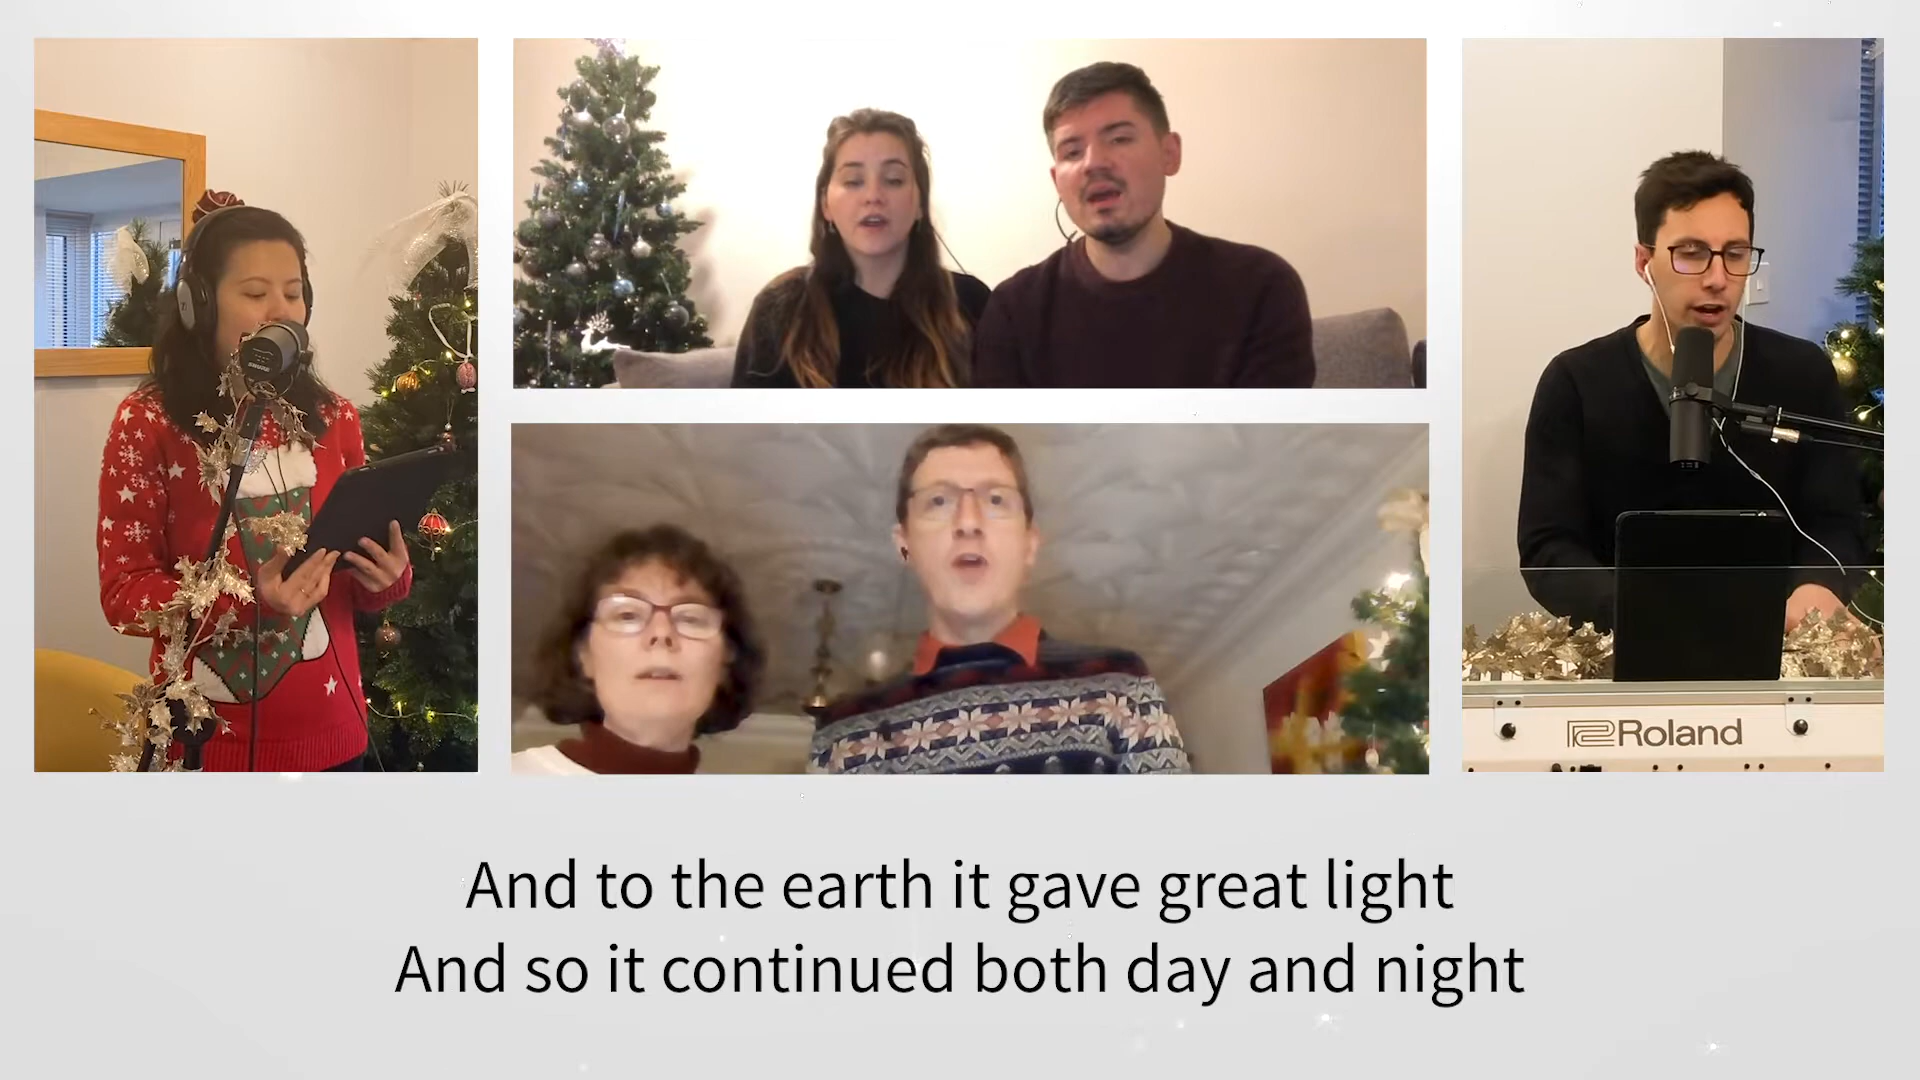 Roland
And to the earth it gave great light
And so it continued both day and night